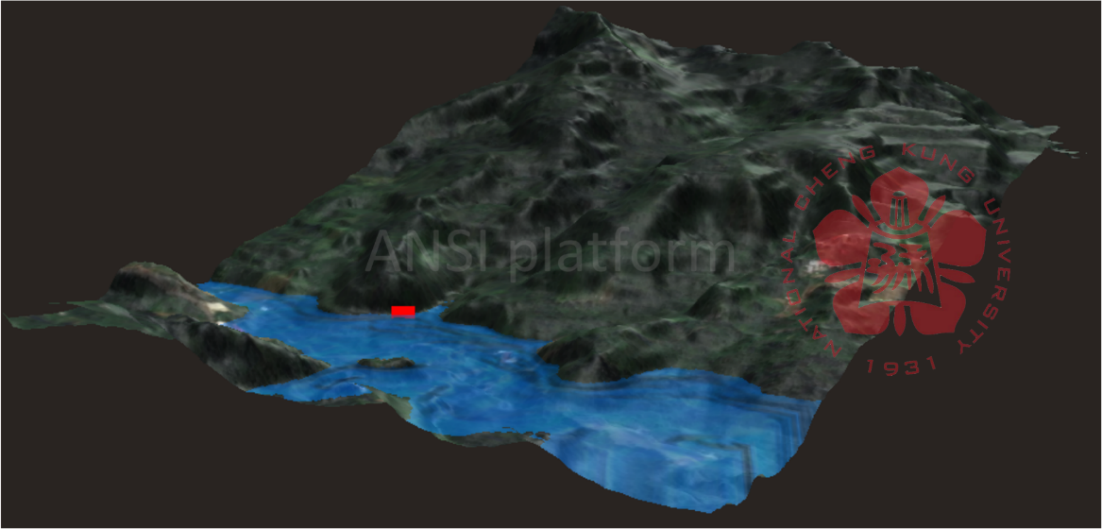 "ANSI platform
NATIONAL CHENG KUNG UNIVERSITY
1931